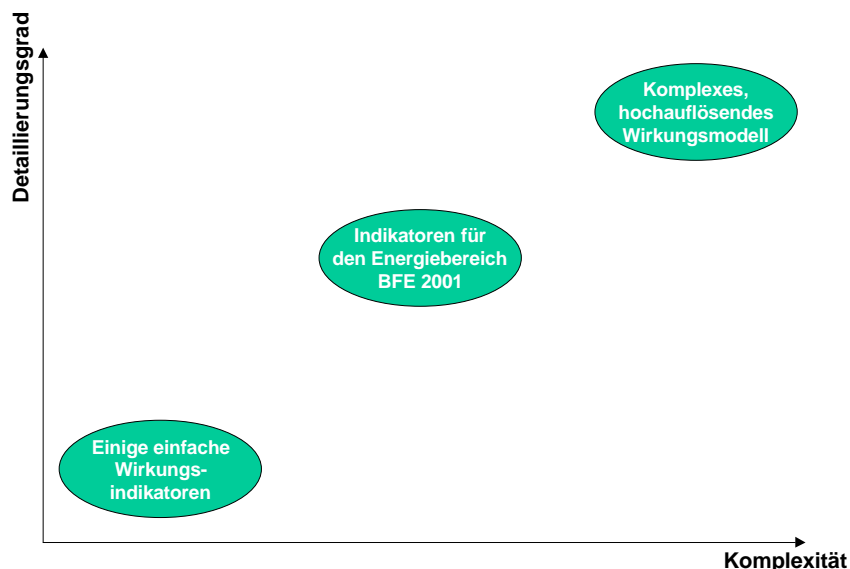 Detaillierungsgrad
Komplexes,
hochauflösendes
Wirkungsmodell
Indikatoren für
den Energiebereich
BFE 2001
Einige einfache
Wirkungs-
indikatoren
Komplexität